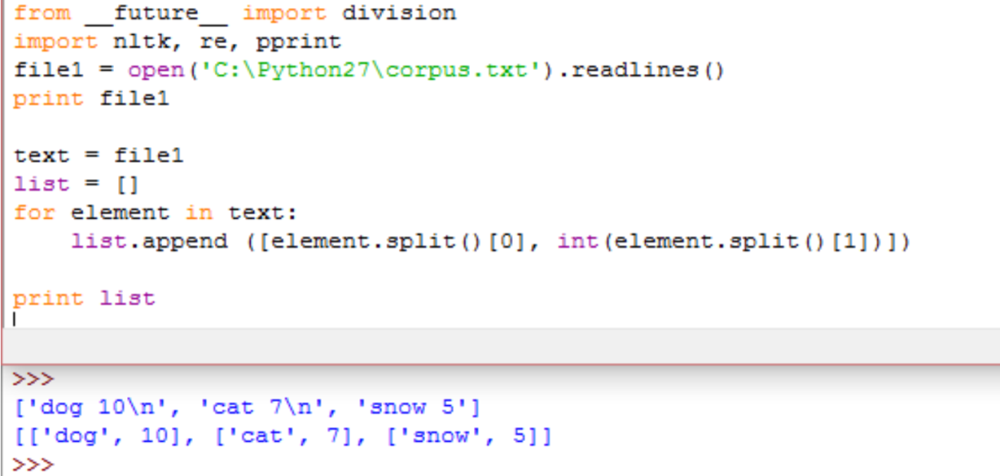 from __future__ import division
import nltk, re, pprint
file1 = open('C:\Python27\corpus.txt').readlines()
print file1
text = file1
list = []
for element in text:
    list.append ([element.split()[0], int(element.split()[1])])
print list
>>>
['dog 10\n', 'cat 7\n', 'snow 5']
[['dog', 10], ['cat', 7], ['snow', 5]]
>>>